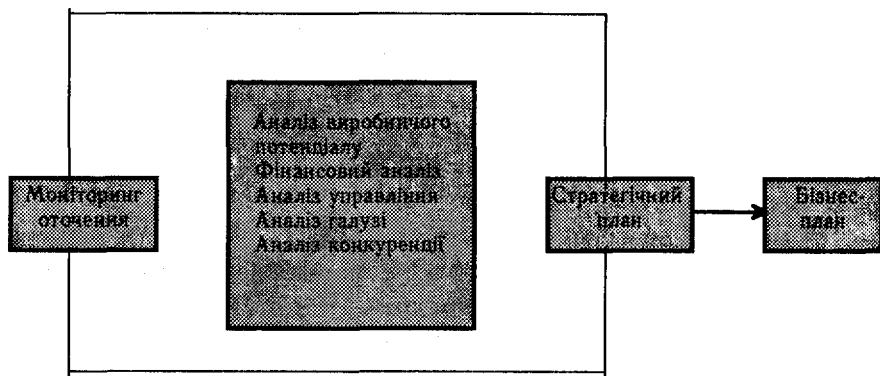 Моніторинг
оточення
Аналіз виробничого
потенціалу
Фінансовий аналіз
Аналіз управління
Аналіз галузі
Аналіз конкуренції
Стратегічний
план
Бізнес-
план